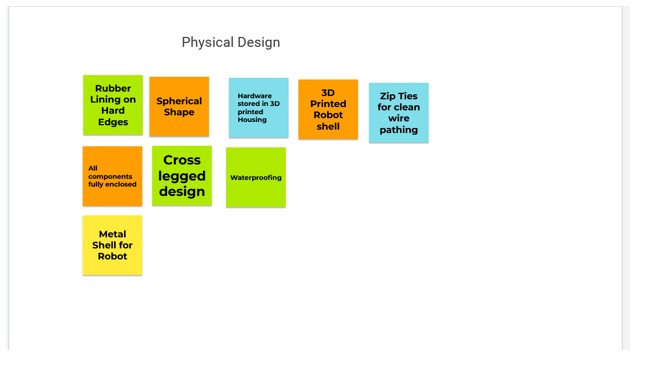 Physical Design
Rubber
Lining on
Hard
Edges
Spherical
Shape
Hardware
stored in 3D
printed
Housing
3D
Printed
Robot
shell
Zip Ties
for clean
wire
pathing
All
components
fully enclosed
Cross
legged
design
Waterproofing
Metal
Shell for
Robot